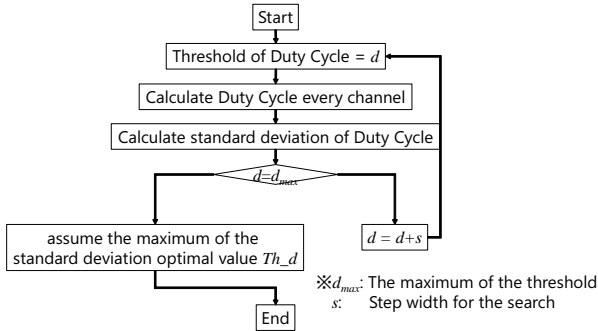 Start
Threshold of Duty Cycle = d
Calculate Duty Cycle every channel
Calculate standard deviation of Duty Cycle
d=dmax
assume the maximum of the
standard deviation optimal value Th_d
d = d+s
※dmax: The maximum of the threshold
s: Step width for the search
End